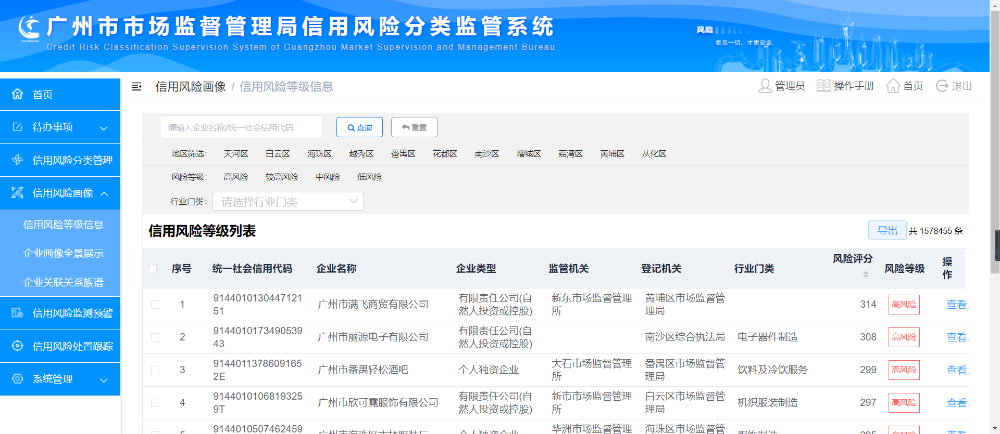 广州市市场监督管理局信用风险分类监管系统
Credit Risk Classification Supervision System of Guangzhou Market Supervision and Management Bureau
风险
看见一切，才更安全。
首页
待办事项
信用风险分类管理
信用风险画像
信用风险等级信息
企业画像全景展示
企业关联关系族谱
信用风险监测预警
信用风险处置跟踪
系统管理
信用风险画像 / 信用风险等级信息
管理员 操作手册 首页 退出
请输入企业名称/统一社会信用代码 查询 重置
地区筛选： 天河区 白云区 海珠区 越秀区 番禺区 花都区 南沙区 增城区 荔湾区 黄埔区 从化区
风险等级： 高风险 较高风险 中风险 低风险
行业门类： 请选择行业门类
信用风险等级列表
导出 共 1578455 条
序号 统一社会信用代码 企业名称 企业类型 监管机关 登记机关 行业门类 风险评分 风险等级 操作
1 914401013044712151 广州市满飞商贸有限公司 有限责任公司(自然人投资或控股) 新东市场监督管理所 黄埔区市场监督管理局 314 高风险 查看
2 914401017349053943 广州市丽源电子有限公司 有限责任公司(自然人投资或控股) 南沙区综合执法局 电子器件制造 308 高风险 查看
3 91440113786091652E 广州市番禺轻松酒吧 个人独资企业 大石市场监督管理所 番禺区市场监督管理局 饮料及冷饮服务 299 高风险 查看
4 91440101068193259T 广州市欣可霓服饰有限公司 有限责任公司(自然人投资或控股) 新市市场监督管理所 白云区市场监督管理局 机织服装制造 297 高风险 查看
5 9144010507462459 个人独资企业 华洲市场监督管理 海珠区市场监督管 服饰制造 295 高风险 查看